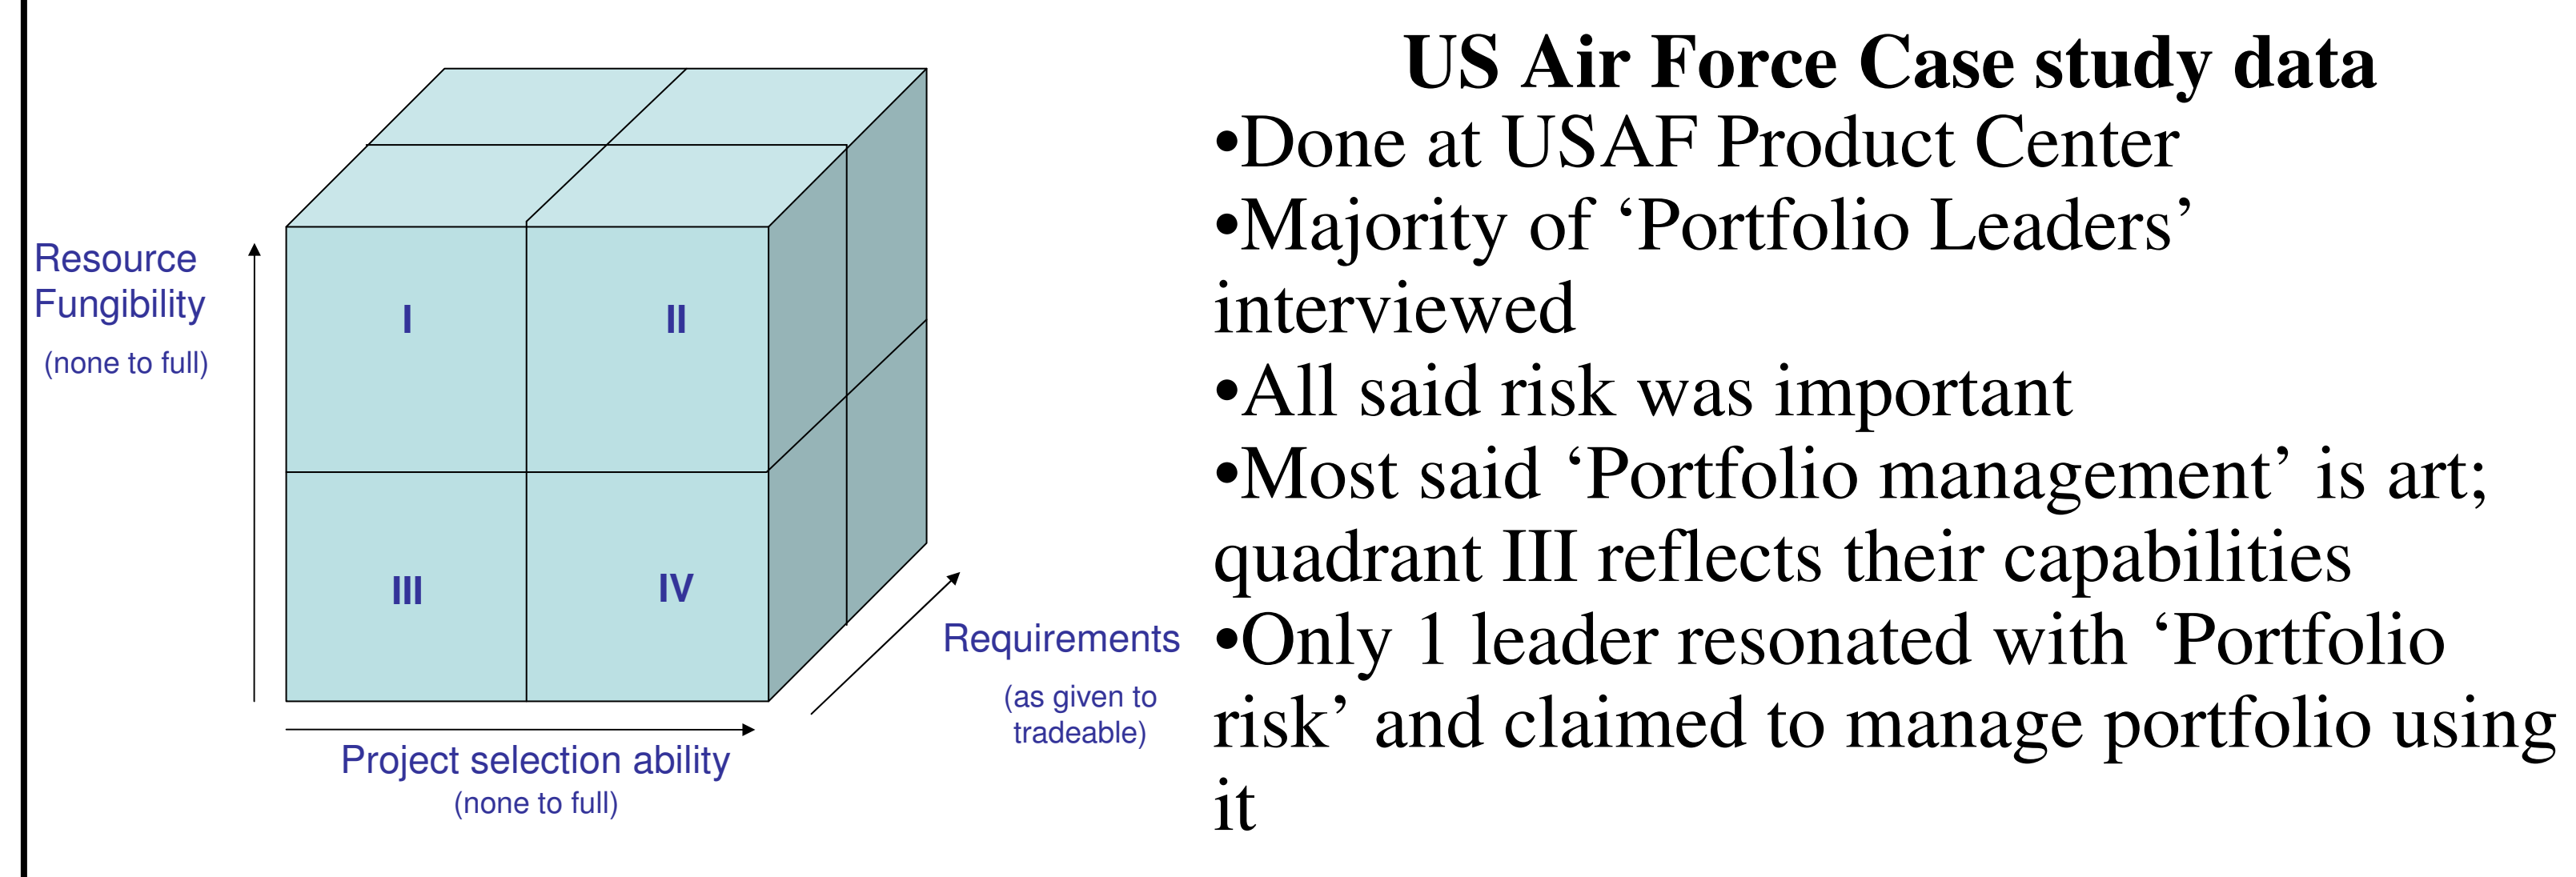 Resource
Fungibility
(none to full)
I
II
III
IV
Project selection ability
(none to full)
Requirements
(as given to
tradeable)
US Air Force Case study data
•Done at USAF Product Center
•Majority of ‘Portfolio Leaders’
interviewed
•All said risk was important
•Most said ‘Portfolio management’ is art;
quadrant III reflects their capabilities
•Only 1 leader resonated with ‘Portfolio
risk’ and claimed to manage portfolio using
it